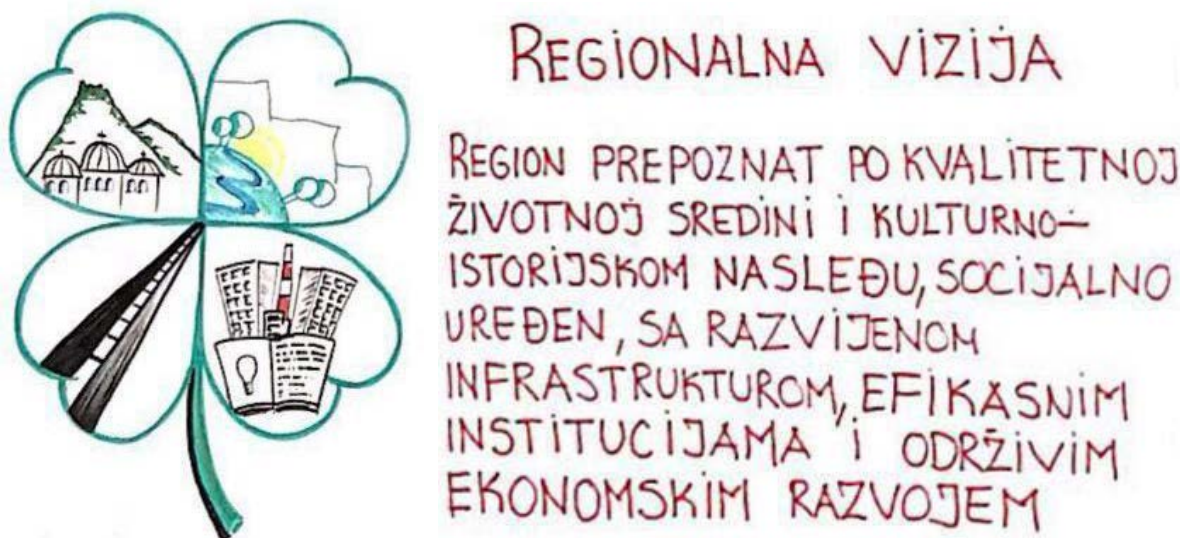 REGIONALNA VIZIJA
REGION PREPOZNAT PO KVALITETNOJ
ŽIVOTNOJ SREDINI I KULTURNO-
ISTORIJSKOM NASLEĐU, SOCIJALNO
UREĐEN, SA RAZVIJENOM
INFRASTRUKTUROM, EFIKASNIM
INSTITUCIJAMA I ODRŽIVIM
EKONOMSKIM RAZVOJEM